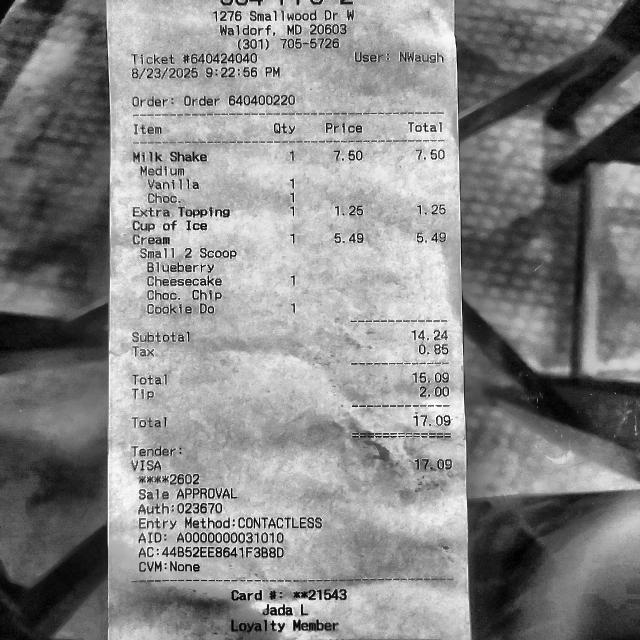 1276 Smallwood Dr W
Waldorf, MD 20603
(301) 705-5726
Ticket #640424040 User: NWaugh
8/23/2025 9:22:56 PM
Order: Order 640400220
Item Qty Price Total
Milk Shake 1 7.50 7.50
Medium
Vanilla 1
Choc. 1
Extra Topping 1 1.25 1.25
Cup of Ice
Cream 1 5.49 5.49
Small 2 Scoop
Blueberry
Cheesecake 1
Choc. Chip
Cookie Do 1
Subtotal 14.24
Tax 0.85
Total 15.09
Tip 2.00
Total 17.09
Tender:
VISA 17.09
****2602
Sale APPROVAL
Auth:023670
Entry Method:CONTACTLESS
AID: A0000000031010
AC:44B52EE8641F3B8D
CVM:None
Card #: **21543
Jada L
Loyalty Member